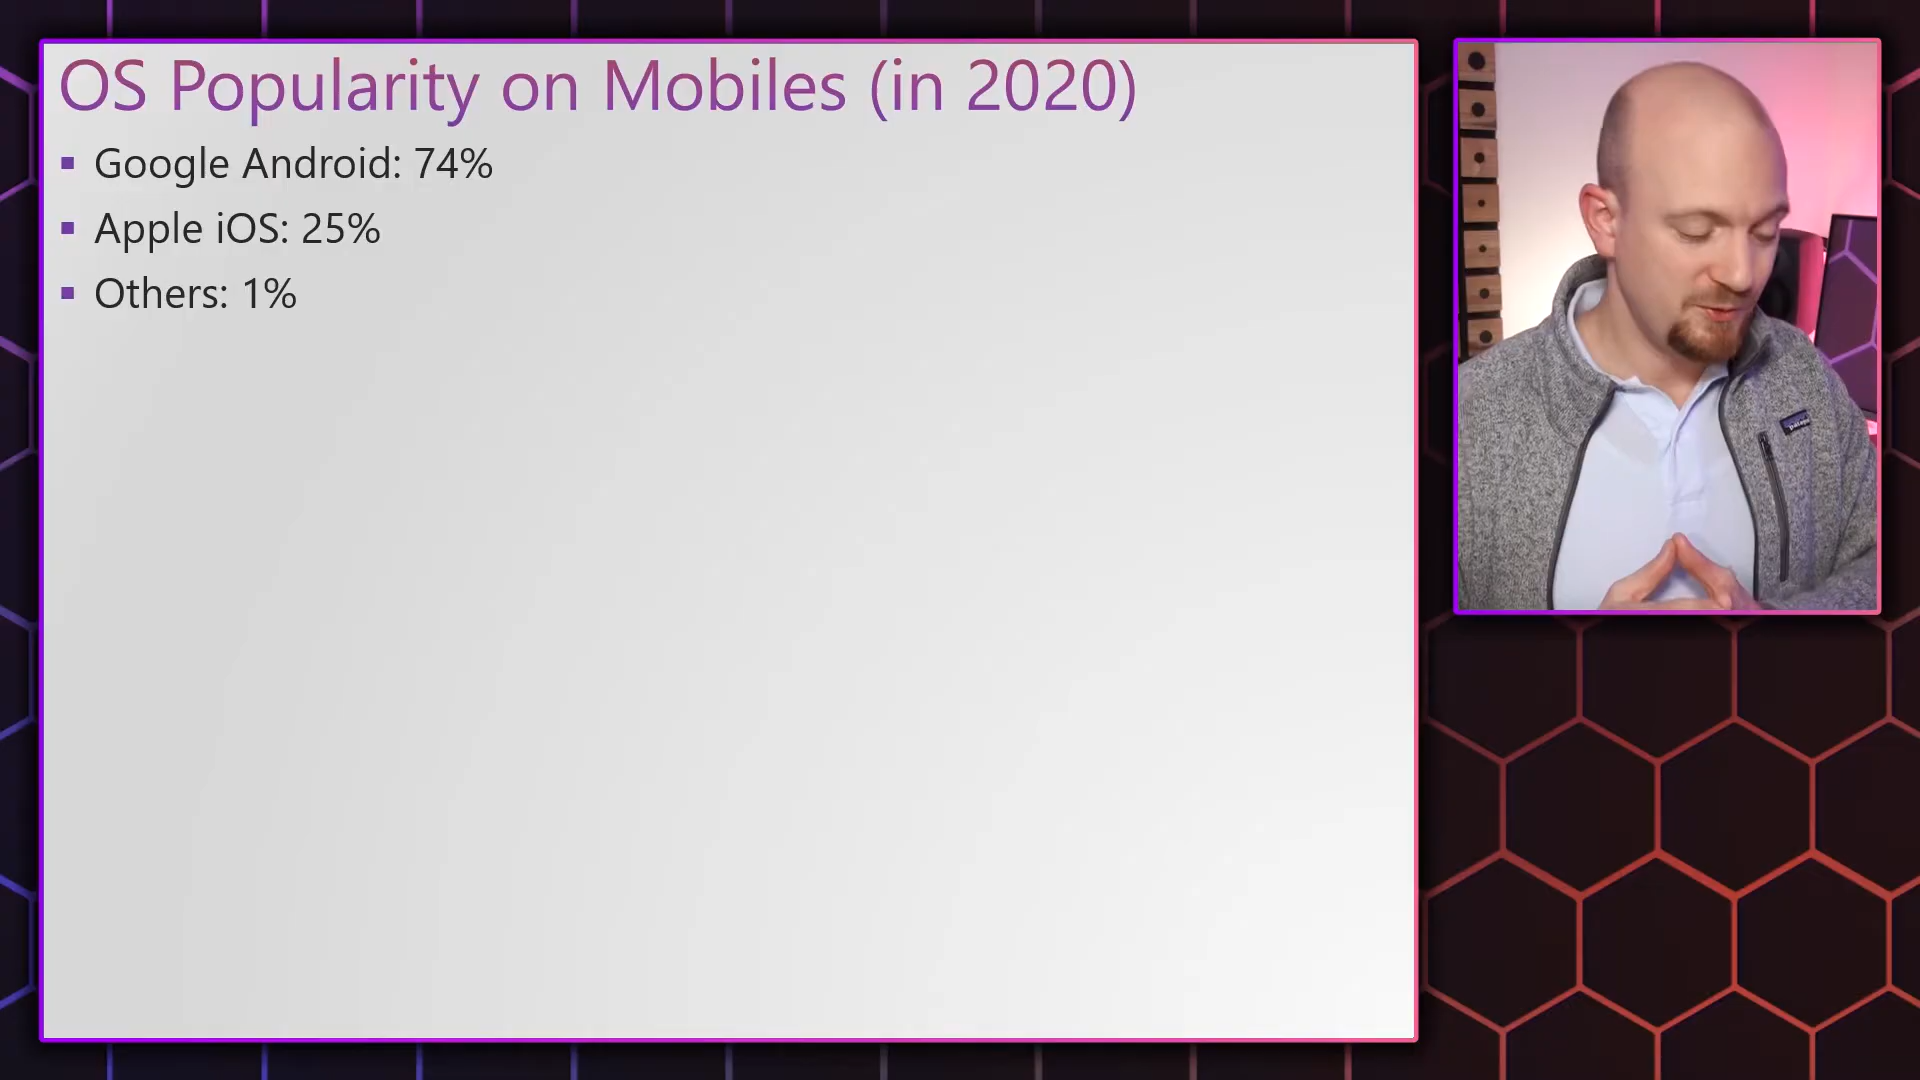 OS Popularity on Mobiles (in 2020)
Google Android: 74%
Apple iOS: 25%
Others: 1%